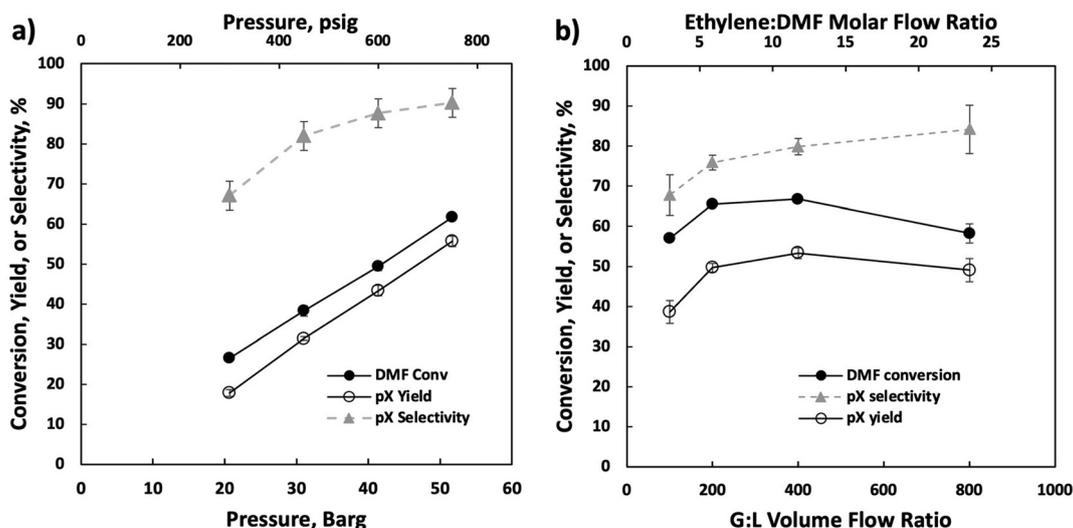 a)
Pressure, psig
0 200 400 600 800
Conversion, Yield, or Selectivity, %
100
90
80
70
60
50
40
30
20
10
0
DMF Conv
pX Yield
pX Selectivity
0 10 20 30 40 50 60
Pressure, Barg
b)
Ethylene:DMF Molar Flow Ratio
0 5 10 15 20 25
Conversion, Yield, or Selectivity, %
100
90
80
70
60
50
40
30
20
10
0
DMF conversion
pX selectivity
pX yield
0 200 400 600 800 1000
G:L Volume Flow Ratio